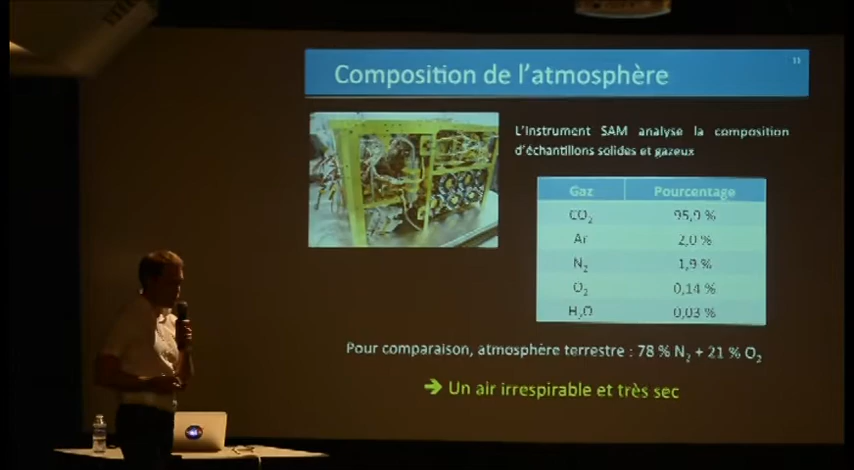 33
Composition de l'atmosphère
L'instrument SAM analyse la composition
d'échantillons solides et gazeux
Gaz Pourcentage
CO₂ 95,9 %
Ar 2,0 %
N₂ 1,9 %
O₂ 0,14 %
H₂O 0,03 %
Pour comparaison, atmosphère terrestre : 78 % N₂ + 21 % O₂
➔ Un air irrespirable et très sec